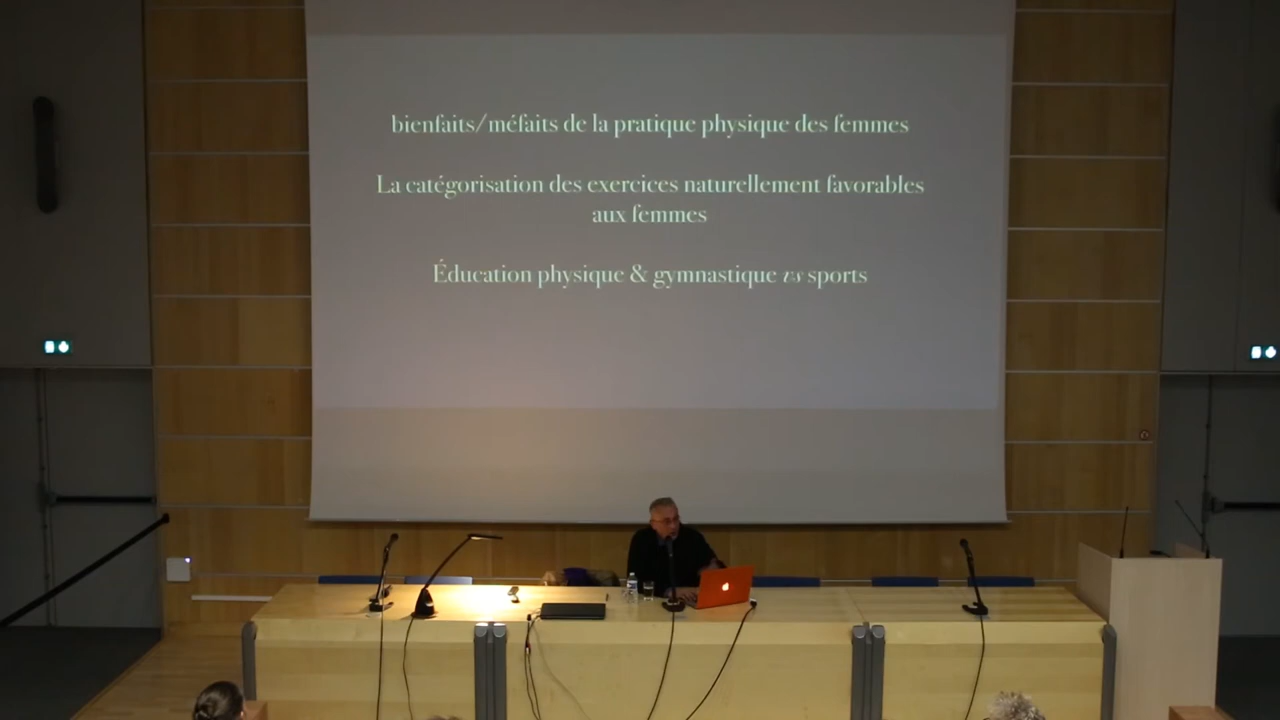 bienfaits/méfaits de la pratique physique des femmes
La catégorisation des exercices naturellement favorables
aux femmes
Éducation physique & gymnastique vs sports